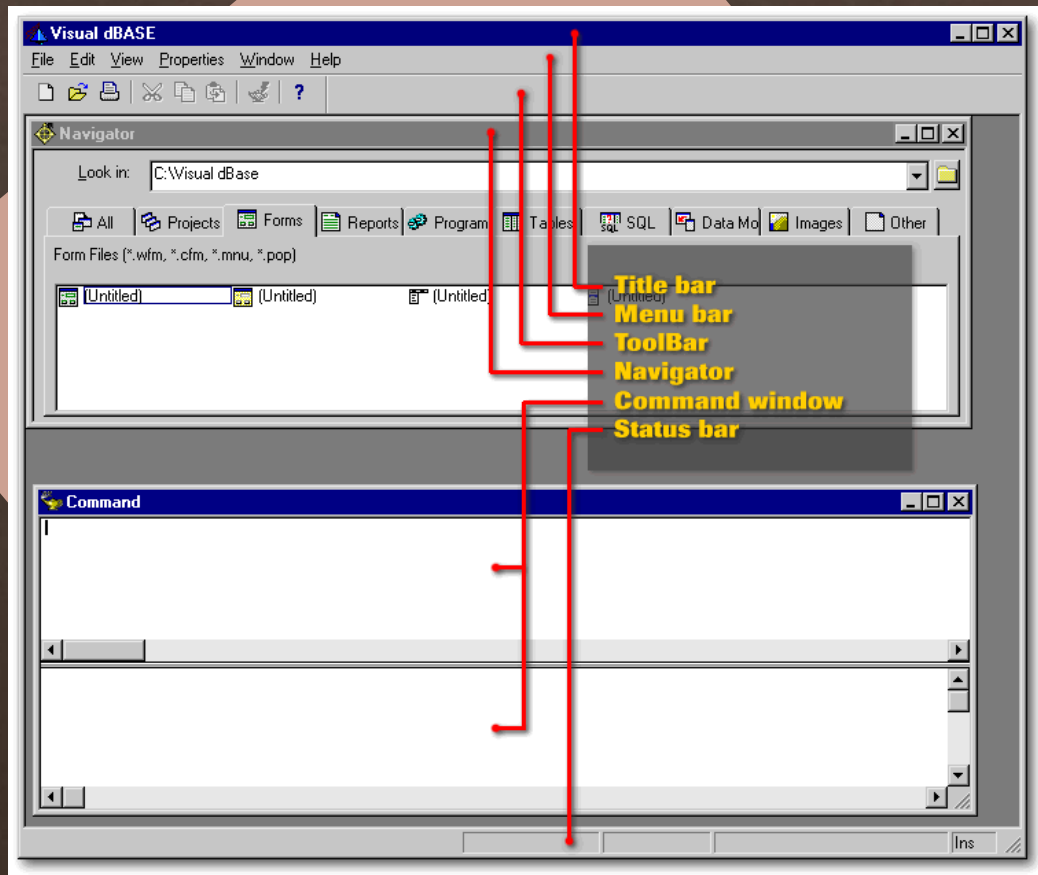 Visual dBASE
File Edit View Properties Window Help
?
Navigator
Look in: C:\Visual dBase
All Projects Forms Reports Program Tables SQL Data Mo Images Other
Form Files (*.wfm, *.cfm, *.mnu, *.pop)
(Untitled) (Untitled) (Untitled) (Untitled)
Title bar
Menu bar
ToolBar
Navigator
Command window
Status bar
Command
Ins